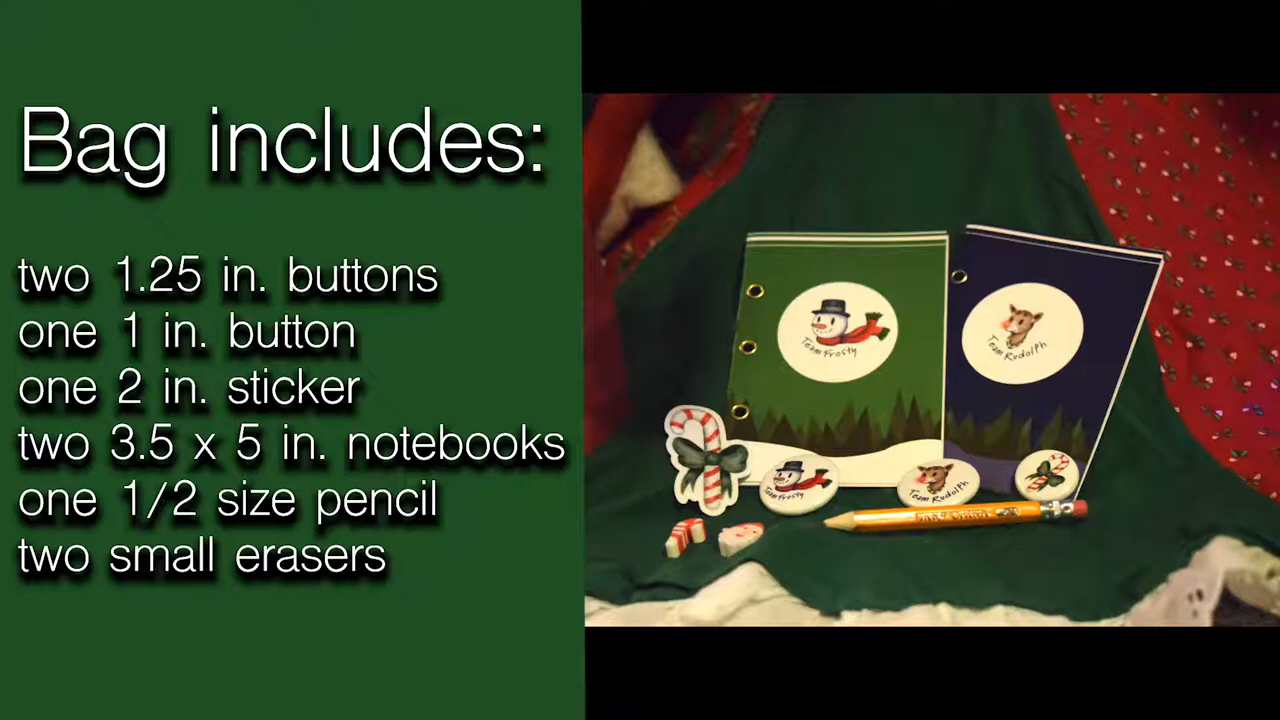 Bag includes:
two 1.25 in. buttons
one 1 in. button
one 2 in. sticker
two 3.5 x 5 in. notebooks
one 1/2 size pencil
two small erasers
Team Frosty
Team Rudolph
Team Frosty
Team Rudolph